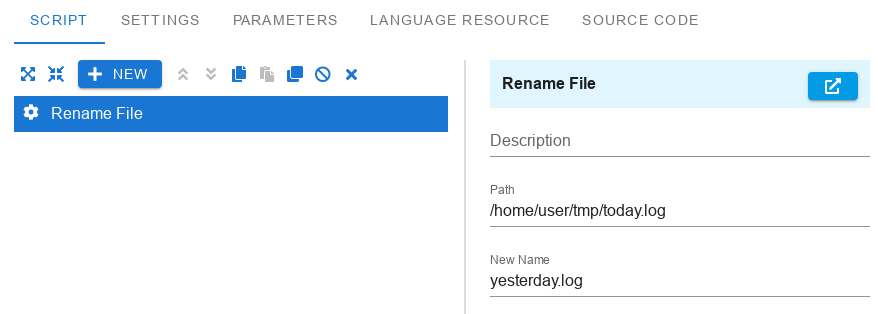 SCRIPT SETTINGS PARAMETERS LANGUAGE RESOURCE SOURCE CODE
NEW
Rename File
Rename File
Description
Path
/home/user/tmp/today.log
New Name
yesterday.log